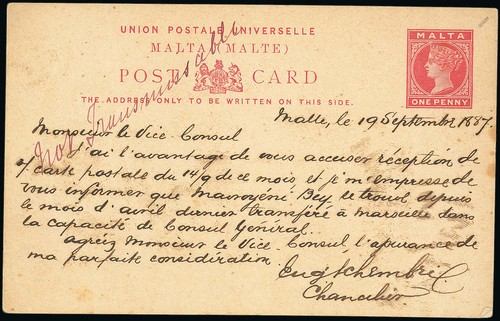 UNION POSTALE UNIVERSELLE
MALTA (MALTE)
POST CARD
THE ADDRESS ONLY TO BE WRITTEN ON THIS SIDE.
MALTA
ONE PENNY
Not Transmissable
Malte, le 19 Septembre 1887.
Monsieur le Vice Consul
J'ai l'avantage de vous accuser réception de
carte postale du 14/9 de ce mois et je m'empresse de
vous informer que Mavroyéni Bey, se trouve depuis
le mois d'avril dernier transféré à Marseille dans
la capacité de Consul Général.
agréez Monsieur le Vice Consul l'assurance de
ma parfaite considération.
Chancelier